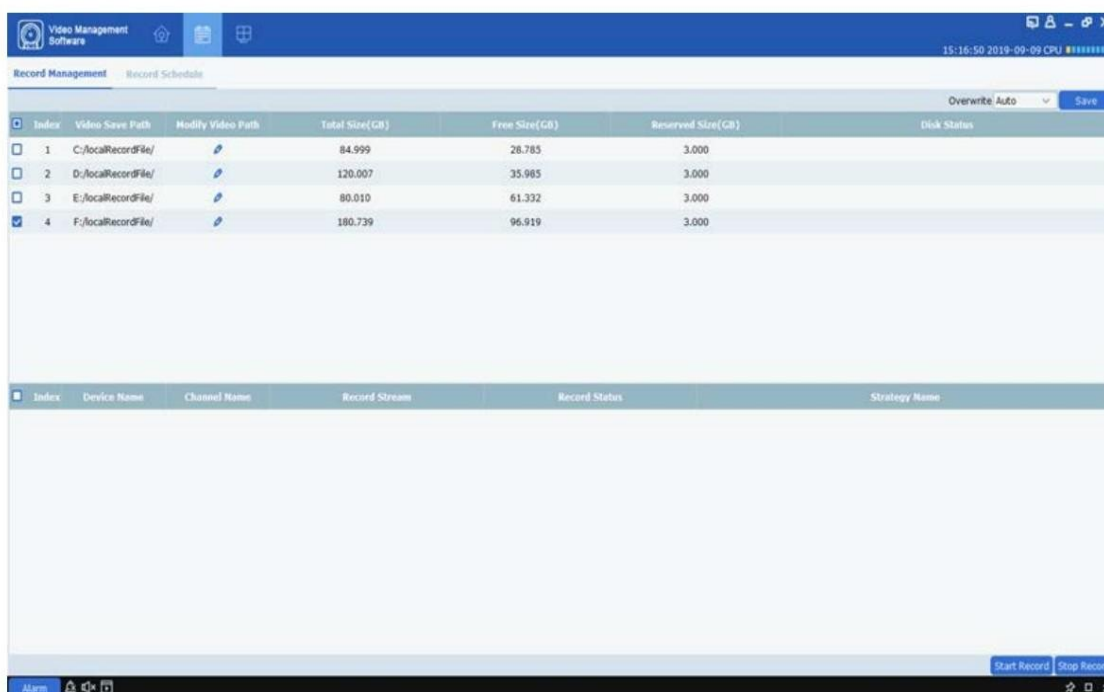 Video Management
Software
15:16:50 2019-09-09 CPU
Record Management Record Schedule
Overwrite Auto Save
Index Video Save Path Modify Video Path Total Size(GB) Free Size(GB) Reserved Size(GB) Disk Status
1 C:/localRecordFile/ 84.999 28.785 3.000
2 D:/localRecordFile/ 120.007 35.985 3.000
3 E:/localRecordFile/ 80.010 61.332 3.000
4 F:/localRecordFile/ 180.739 96.919 3.000
Index Device Name Channel Name Record Stream Record Status Strategy Name
Start Record Stop Recor
Alarm